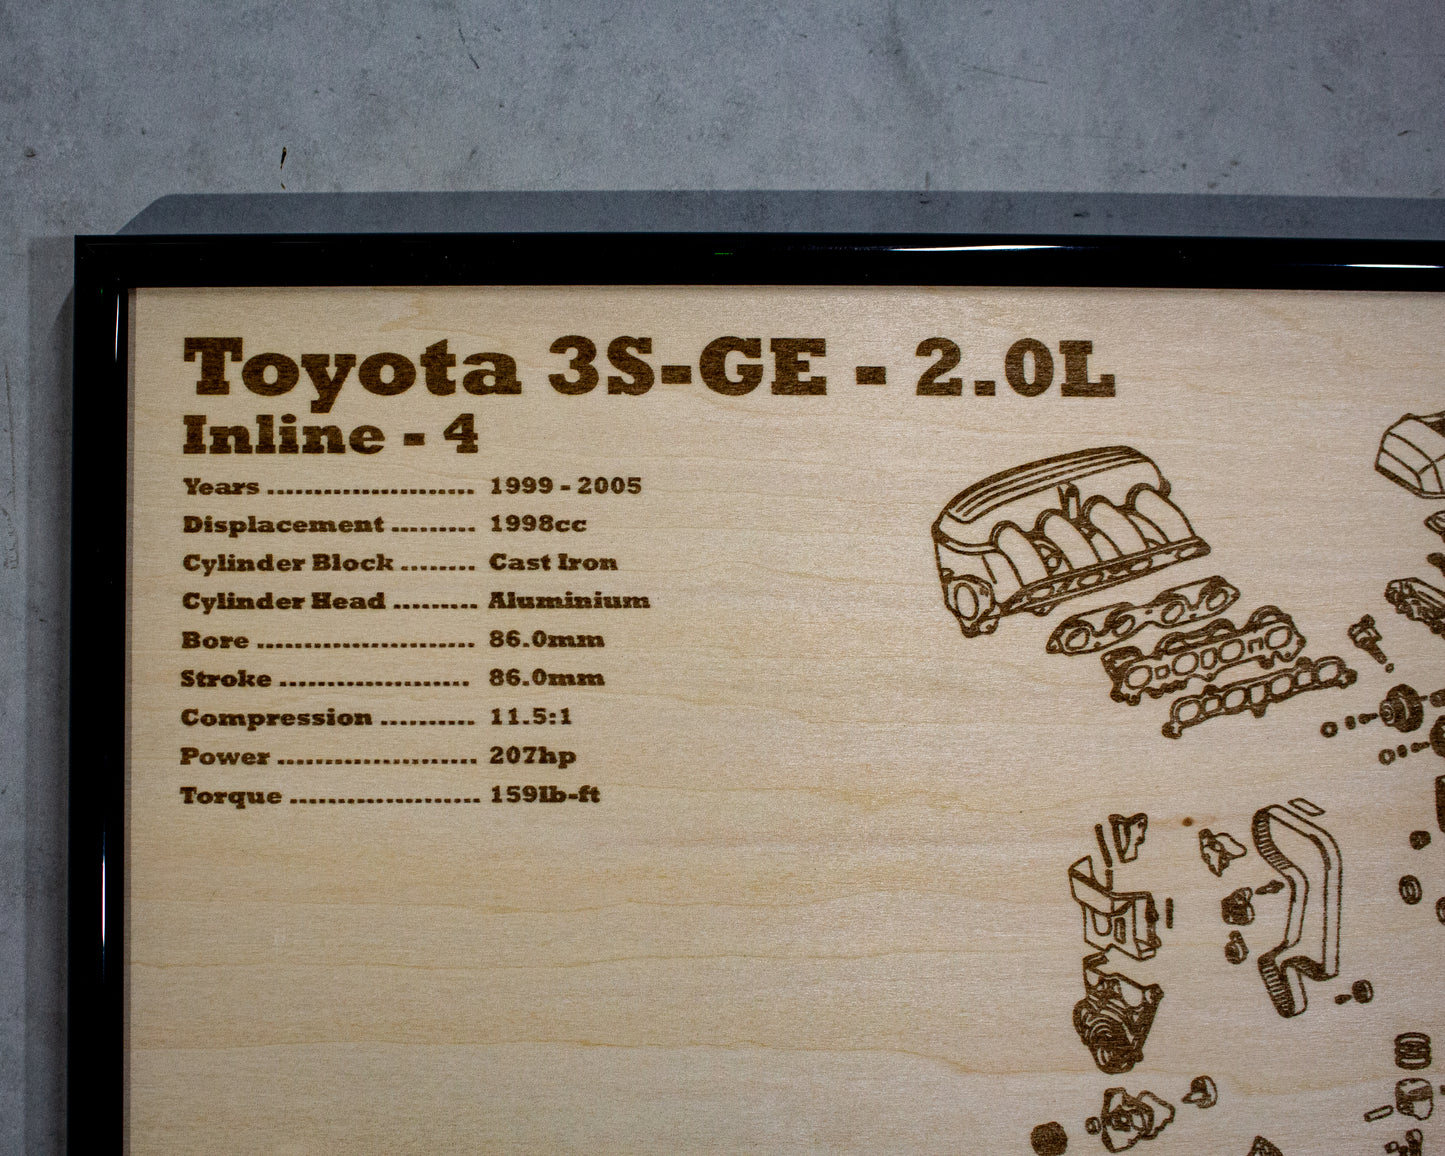 Toyota 3S-GE - 2.0L
Inline - 4
Years ....................... 1999 - 2005
Displacement ......... 1998cc
Cylinder Block ........ Cast Iron
Cylinder Head ......... Aluminium
Bore ....................... 86.0mm
Stroke .................... 86.0mm
Compression .......... 11.5:1
Power ..................... 207hp
Torque .................... 159lb-ft